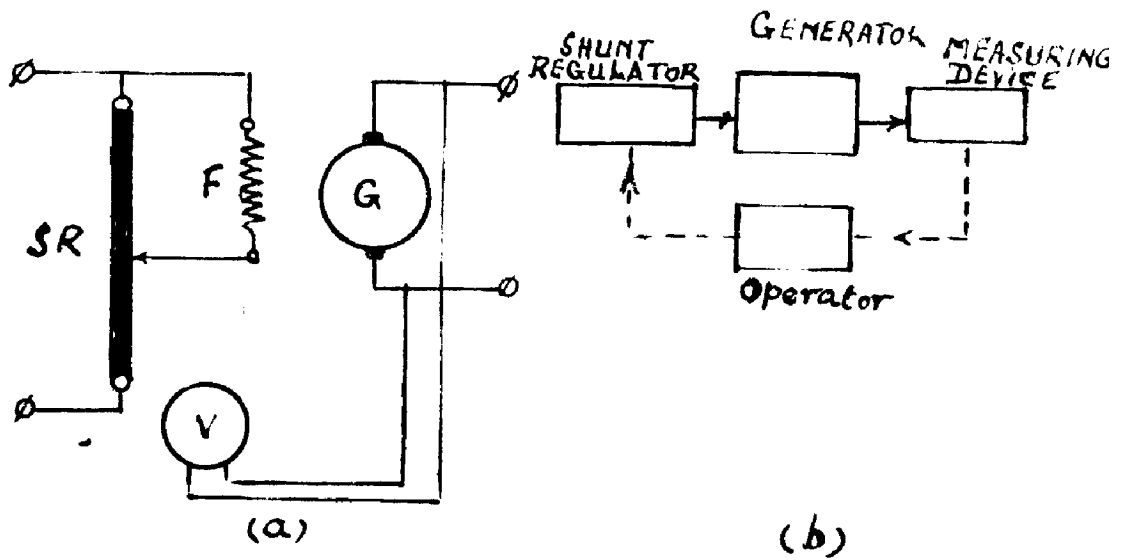 SR
F
G
V
(a)
SHUNT
REGULATOR
GENERATOR
MEASURING
DEVICE
Operator
(b)